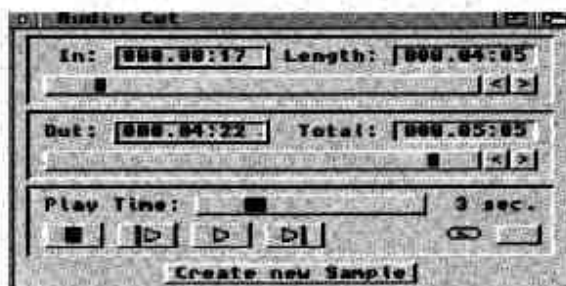 Audio Cut
In: 000.00:17 Length: 000.04:05
< >
Out: 000.04:22 Total: 000.05:05
< >
Play Time: 3 sec.
Create new Sample